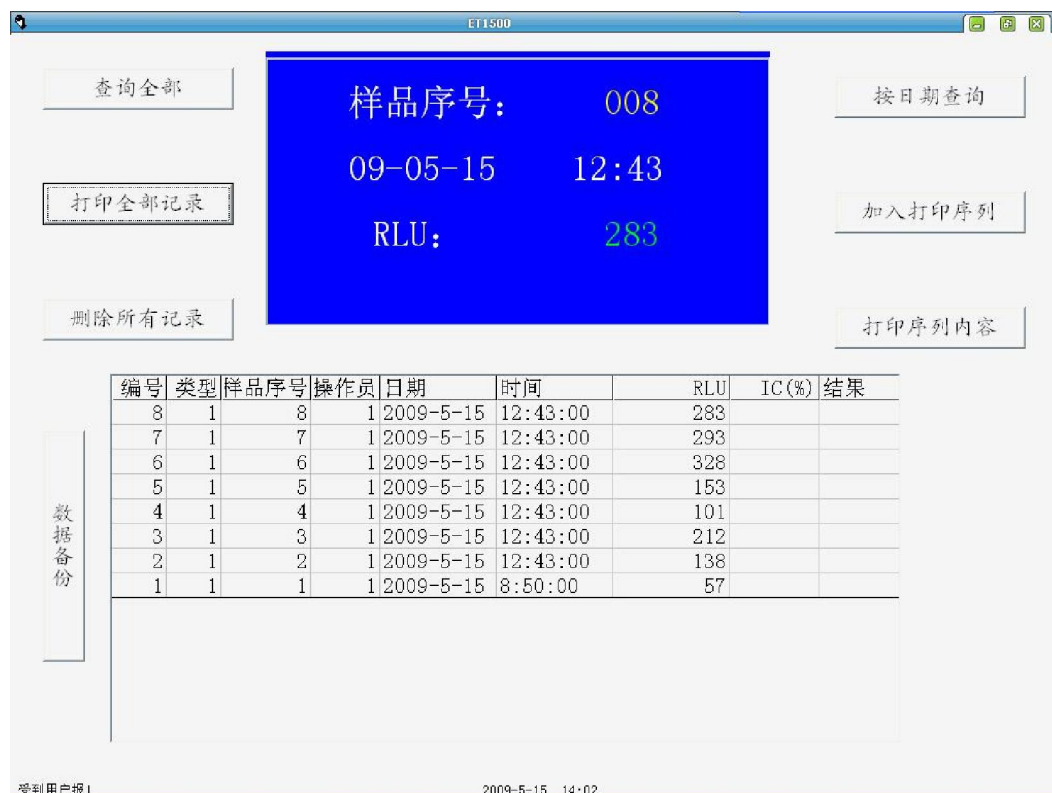 ET1500
查询全部
打印全部记录
删除所有记录
样品序号： 008
09-05-15 12:43
RLU： 283
按日期查询
加入打印序列
打印序列内容
数据备份
编号 类型 样品序号 操作员 日期 时间 RLU IC(%) 结果
8 1 8 1 2009-5-15 12:43:00 283
7 1 7 1 2009-5-15 12:43:00 293
6 1 6 1 2009-5-15 12:43:00 328
5 1 5 1 2009-5-15 12:43:00 153
4 1 4 1 2009-5-15 12:43:00 101
3 1 3 1 2009-5-15 12:43:00 212
2 1 2 1 2009-5-15 12:43:00 138
1 1 1 1 2009-5-15 8:50:00 57
受到用户报!
2009-5-15 14:02